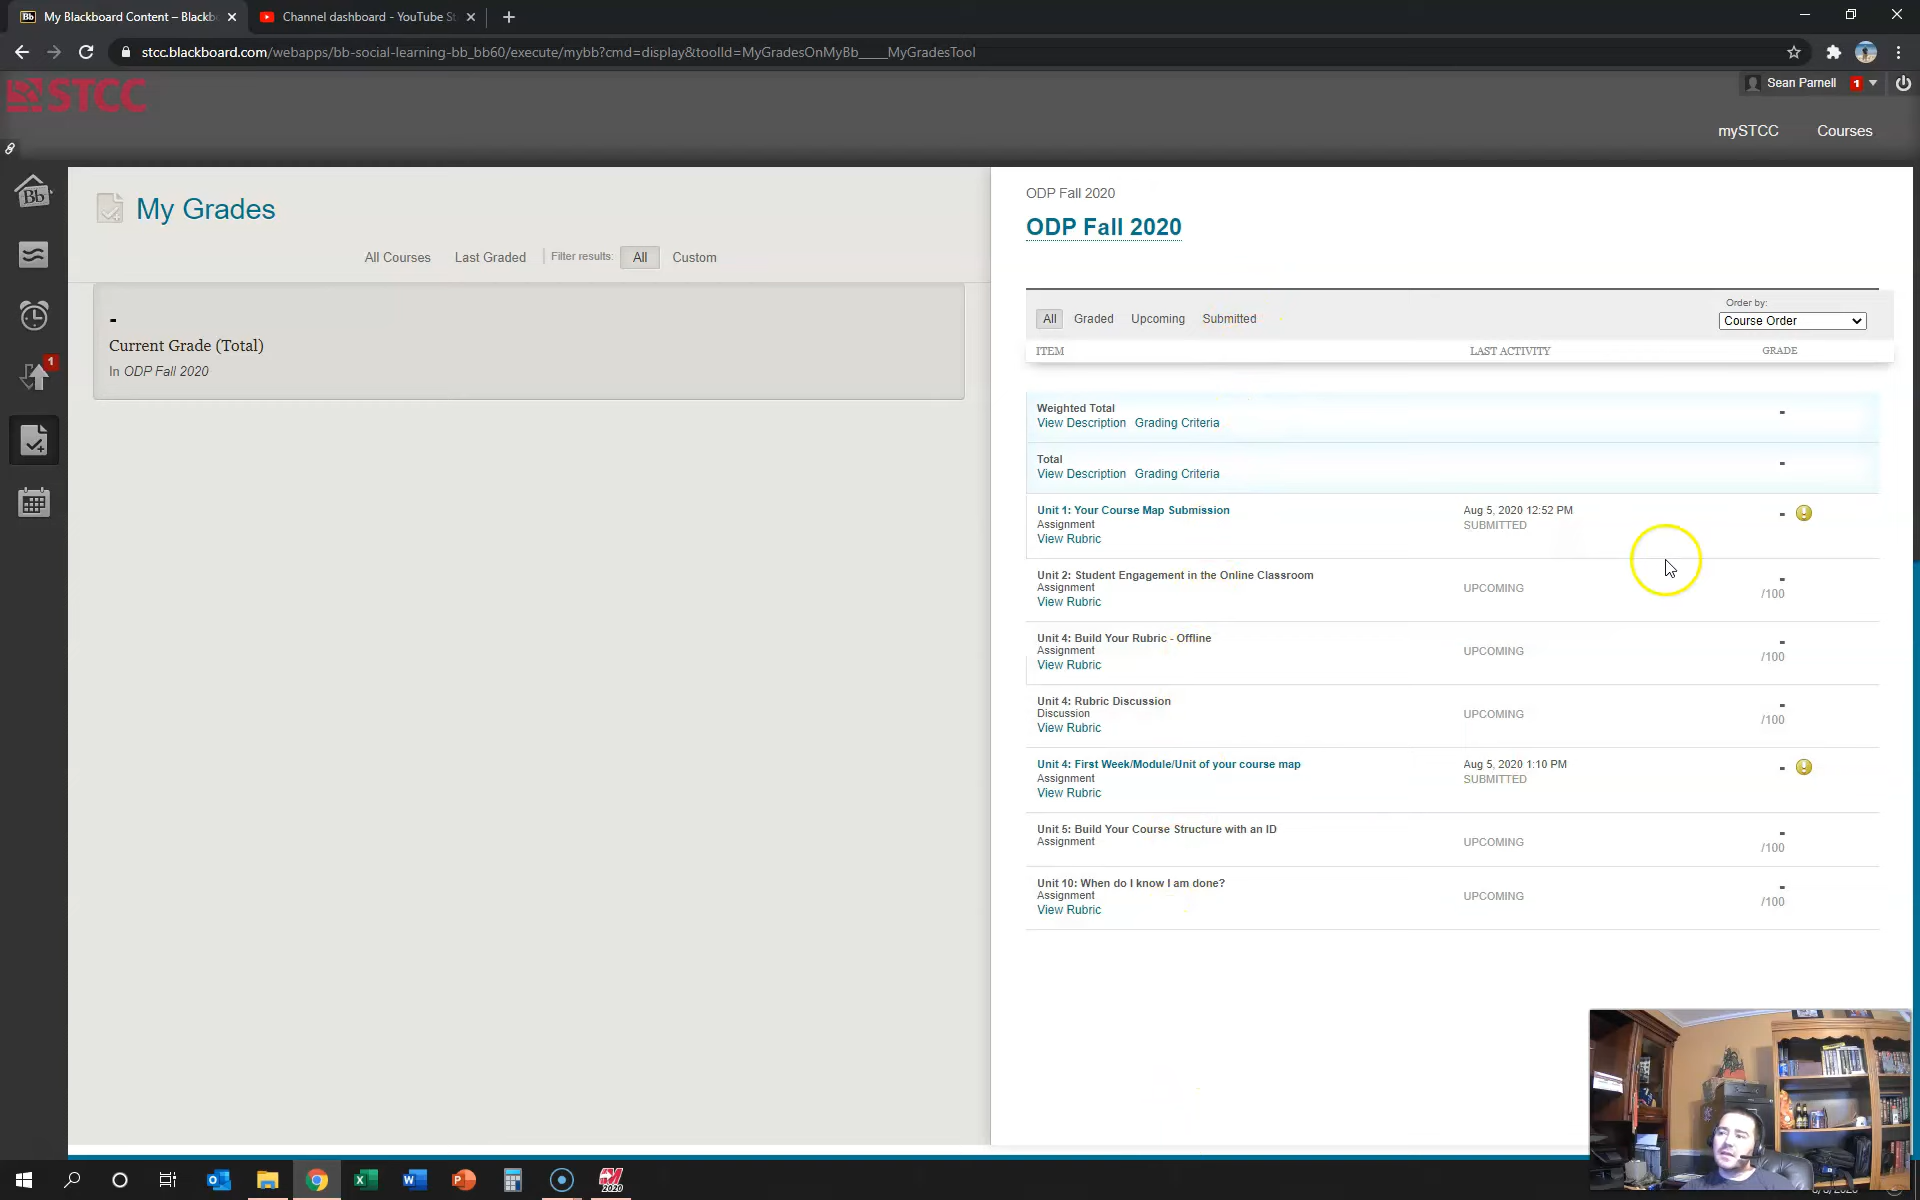 My Blackboard Content – Blackb
Channel dashboard - YouTube St
stcc.blackboard.com/webapps/bb-social-learning-bb_bb60/execute/mybb?cmd=display&toolId=MyGradesOnMyBb____MyGradesTool
STCC
Sean Parnell 1
mySTCC Courses
Bb
1
My Grades
All Courses Last Graded Filter results: All Custom
-
Current Grade (Total)
In ODP Fall 2020
ODP Fall 2020
ODP Fall 2020
Order by:
All Graded Upcoming Submitted Course Order
ITEM LAST ACTIVITY GRADE
Weighted Total -
View Description Grading Criteria
Total -
View Description Grading Criteria
Unit 1: Your Course Map Submission Aug 5, 2020 12:52 PM -
Assignment SUBMITTED
View Rubric
Unit 2: Student Engagement in the Online Classroom -
Assignment UPCOMING /100
View Rubric
Unit 4: Build Your Rubric - Offline -
Assignment UPCOMING /100
View Rubric
Unit 4: Rubric Discussion -
Discussion UPCOMING /100
View Rubric
Unit 4: First Week/Module/Unit of your course map Aug 5, 2020 1:10 PM -
Assignment SUBMITTED
View Rubric
Unit 5: Build Your Course Structure with an ID -
Assignment UPCOMING /100
Unit 10: When do I know I am done? -
Assignment UPCOMING /100
View Rubric
2020